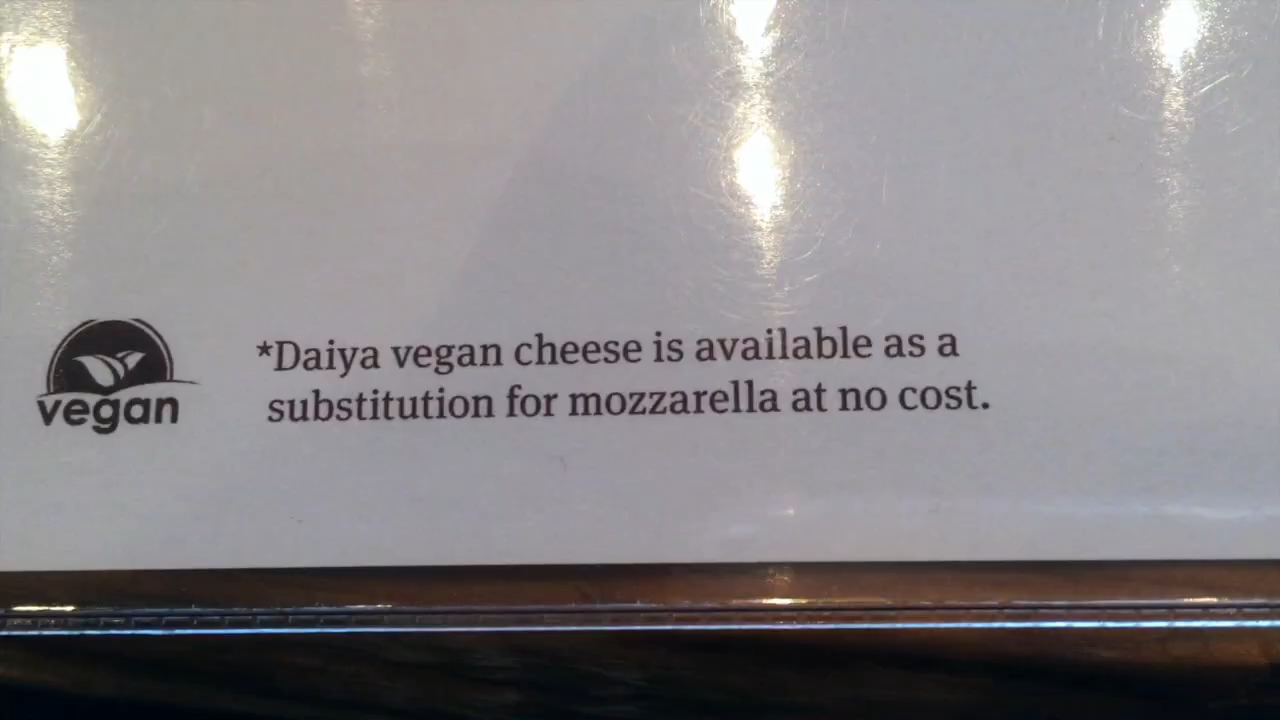 *Daiya vegan cheese is available as a
substitution for mozzarella at no cost.
vegan